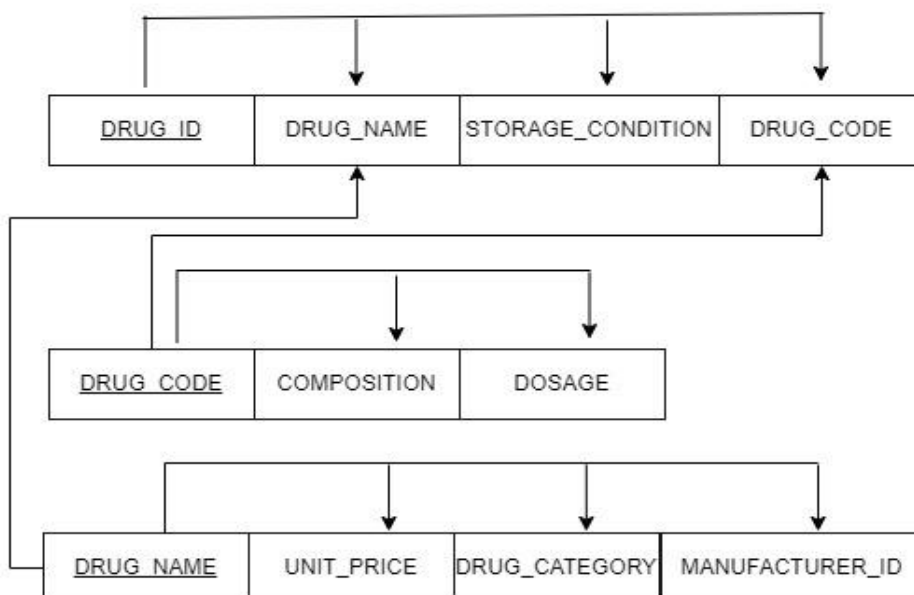 DRUG_ID DRUG_NAME STORAGE_CONDITION DRUG_CODE
DRUG_CODE COMPOSITION DOSAGE
DRUG_NAME UNIT_PRICE DRUG_CATEGORY MANUFACTURER_ID